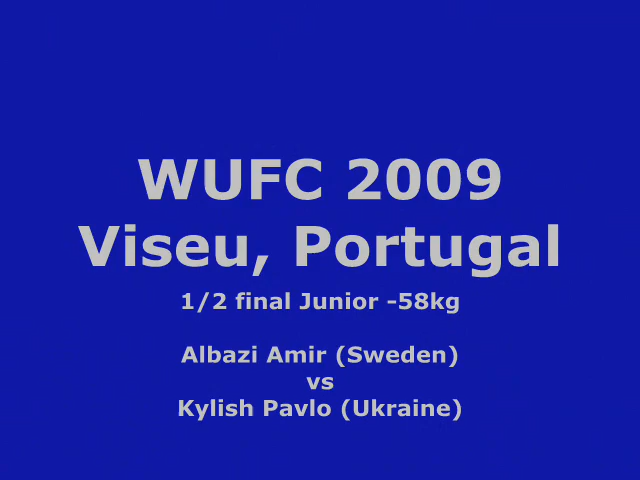 WUFC 2009
Viseu, Portugal
1/2 final Junior -58kg
Albazi Amir (Sweden)
vs
Kylish Pavlo (Ukraine)